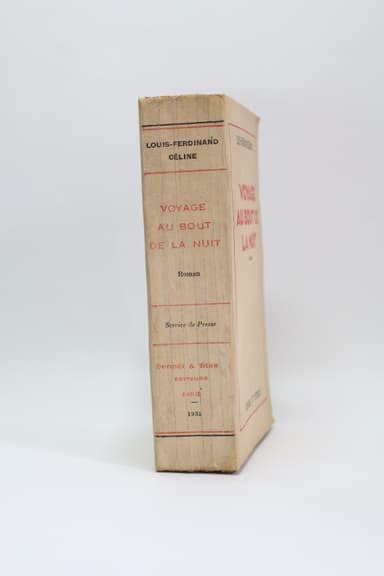 LOUIS-FERDINAND
CÉLINE
VOYAGE
AU BOUT
DE LA NUIT
Roman
Service de Presse
Denoël & Steele
ÉDITEURS
PARIS
1932
VOYAGE
AU BOUT DE
LA NUIT